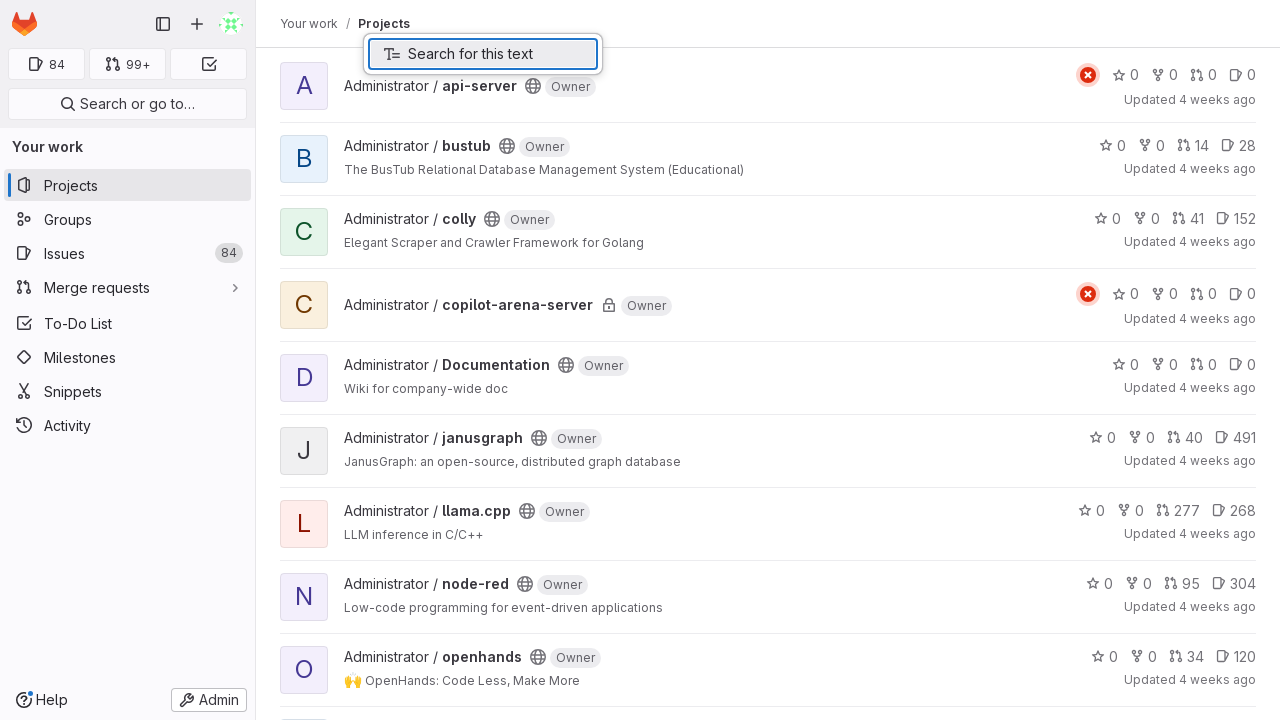 Your work / Projects
84
99+
Search or go to…
Your work
Projects
Groups
Issues 84
Merge requests
To-Do List
Milestones
Snippets
Activity
Help
Admin
Search for this text
A
Administrator / api-server Owner
0 0 0 0
Updated 4 weeks ago
B
Administrator / bustub Owner
The BusTub Relational Database Management System (Educational)
0 0 14 28
Updated 4 weeks ago
C
Administrator / colly Owner
Elegant Scraper and Crawler Framework for Golang
0 0 41 152
Updated 4 weeks ago
C
Administrator / copilot-arena-server Owner
0 0 0 0
Updated 4 weeks ago
D
Administrator / Documentation Owner
Wiki for company-wide doc
0 0 0 0
Updated 4 weeks ago
J
Administrator / janusgraph Owner
JanusGraph: an open-source, distributed graph database
0 0 40 491
Updated 4 weeks ago
L
Administrator / llama.cpp Owner
LLM inference in C/C++
0 0 277 268
Updated 4 weeks ago
N
Administrator / node-red Owner
Low-code programming for event-driven applications
0 0 95 304
Updated 4 weeks ago
O
Administrator / openhands Owner
🙌 OpenHands: Code Less, Make More
0 0 34 120
Updated 4 weeks ago